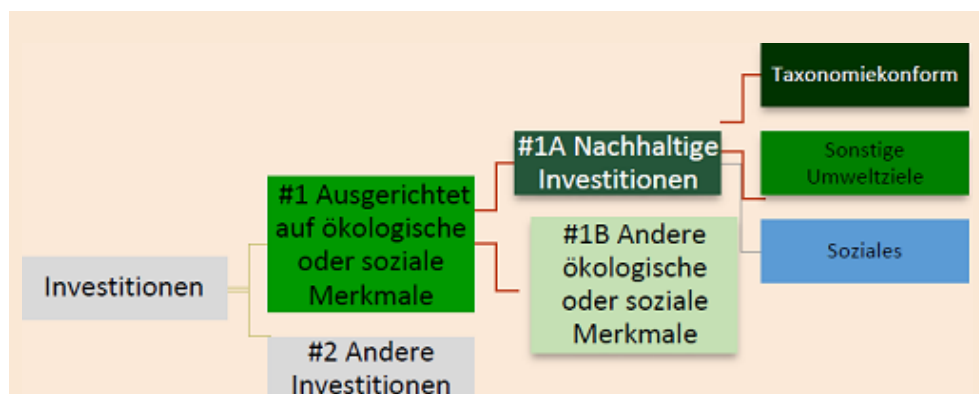 Investitionen
#1 Ausgerichtet
auf ökologische
oder soziale
Merkmale
#2 Andere
Investitionen
#1A Nachhaltige
Investitionen
#1B Andere
ökologische
oder soziale
Merkmale
Taxonomiekonform
Sonstige
Umweltziele
Soziales